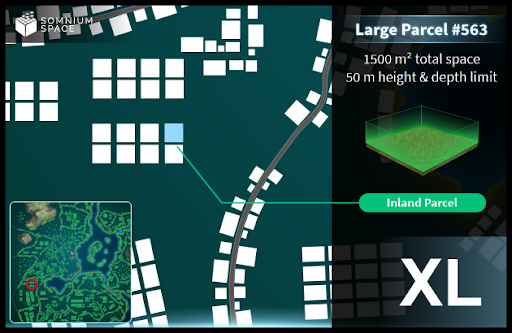 SOMNIUM
SPACE
Large Parcel #563
1500 m² total space
50 m height & depth limit
Inland Parcel
XL